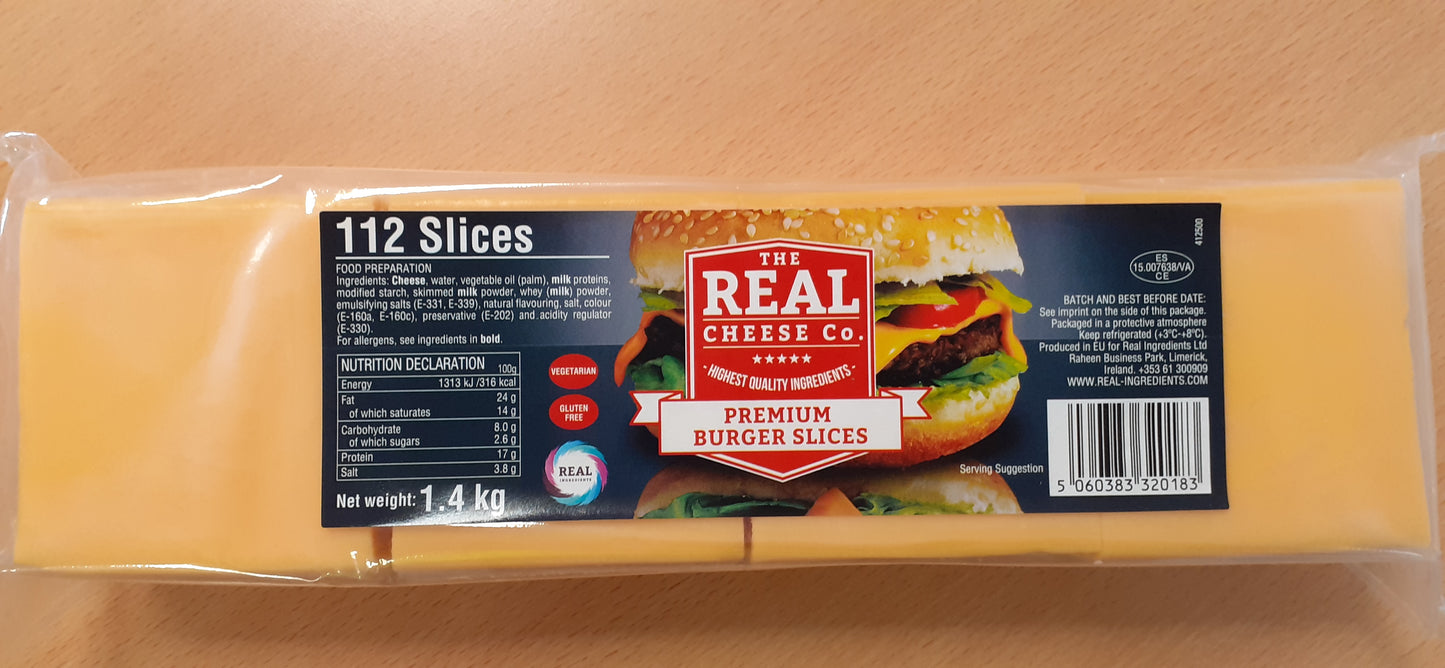 112 Slices
FOOD PREPARATION
Ingredients: Cheese, water, vegetable oil (palm), milk proteins,
modified starch, skimmed milk powder, whey (milk) powder,
emulsifying salts (E-331, E-339), natural flavouring, salt, colour
(E-160a, E-160c), preservative (E-202) and acidity regulator
(E-330).
For allergens, see ingredients in bold.
NUTRITION DECLARATION 100g
Energy 1313 kJ /316 kcal
Fat 24 g
of which saturates 14 g
Carbohydrate 8.0 g
of which sugars 2.6 g
Protein 17 g
Salt 3.8 g
Net weight: 1.4 kg
VEGETARIAN
GLUTEN
FREE
REAL
INGREDIENTS
THE
REAL
CHEESE Co.
- HIGHEST QUALITY INGREDIENTS -
PREMIUM
BURGER SLICES
Serving Suggestion
412500
ES
15.007638/VA
CE
BATCH AND BEST BEFORE DATE:
See imprint on the side of this package.
Packaged in a protective atmosphere
Keep refrigerated (+3ºC-+8ºC).
Produced in EU for Real Ingredients Ltd
Raheen Business Park, Limerick,
Ireland. +353 61 300909
WWW.REAL-INGREDIENTS.COM
5 060383 320183